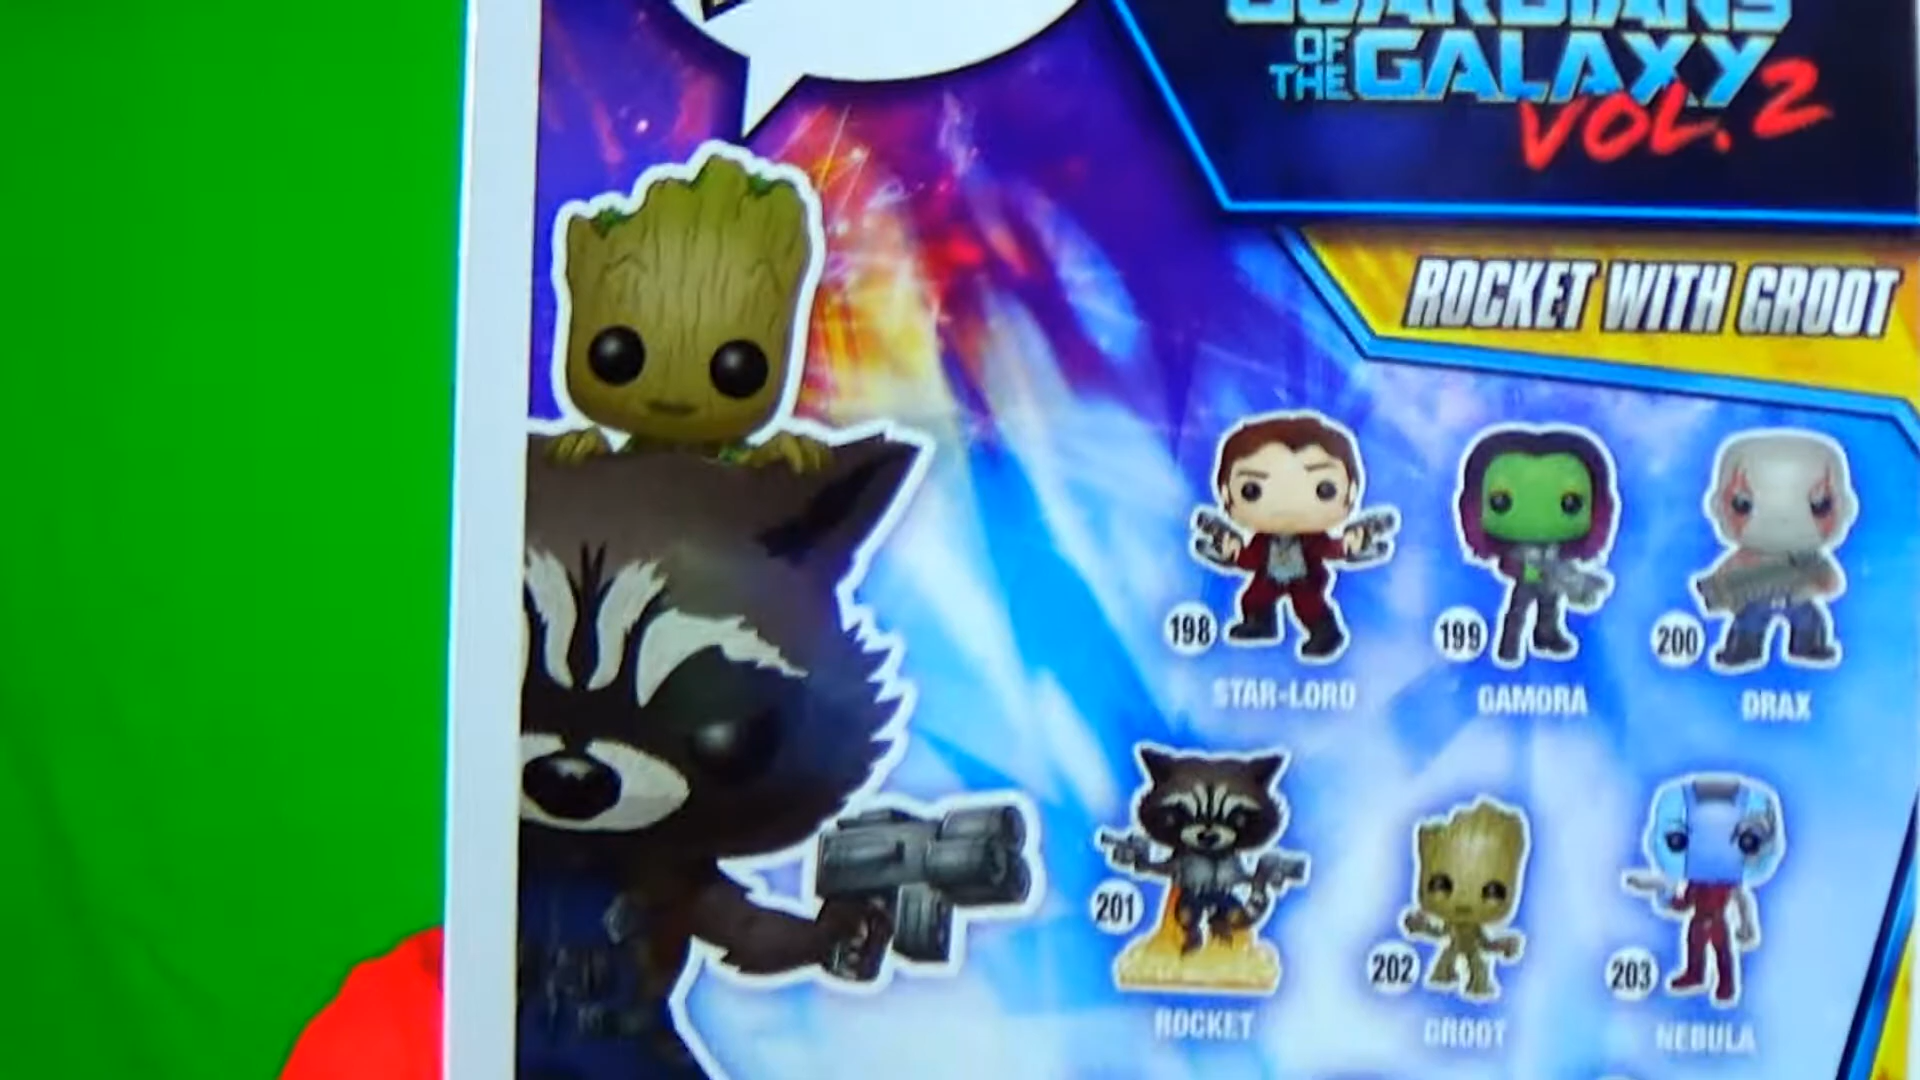 GUARDIANS
OF
THE GALAXY
VOL. 2
ROCKET WITH GROOT
198
199
200
STAR-LORD
GAMORA
DRAX
201
202
203
ROCKET
GROOT
NEBULA